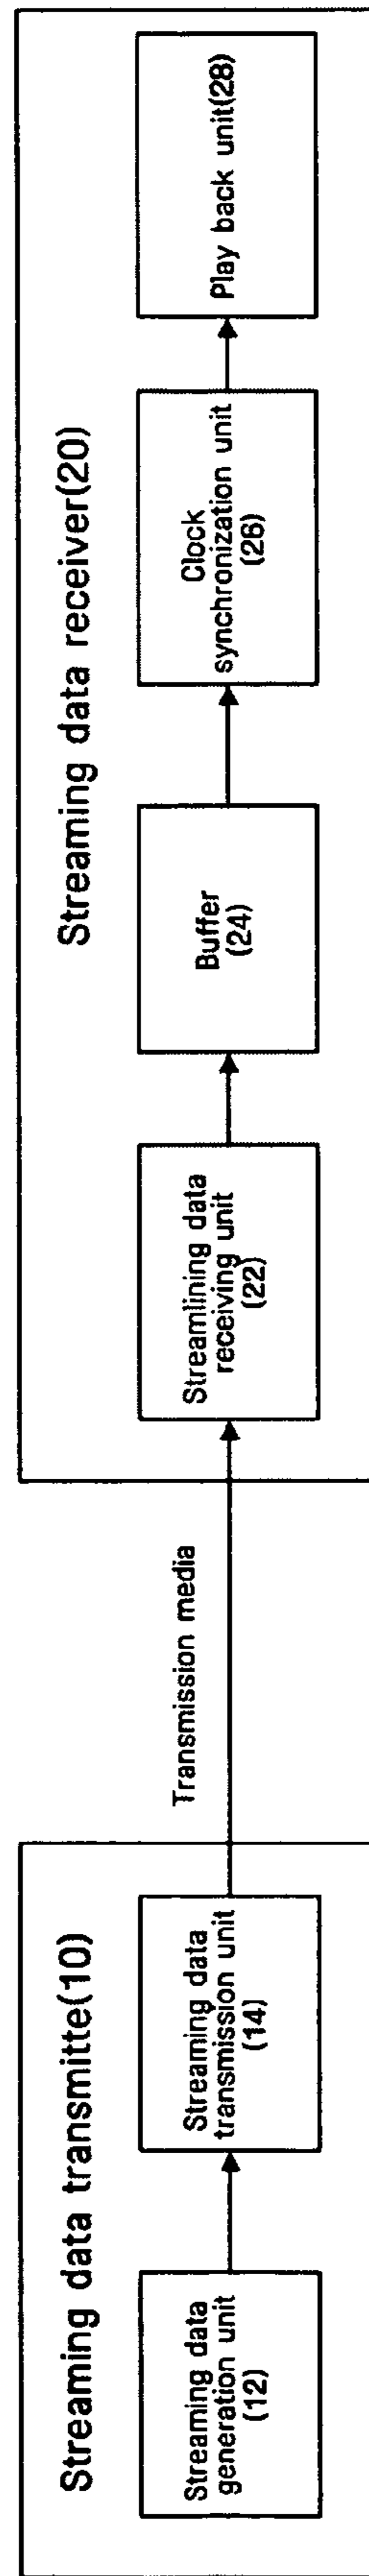 Streaming data transmitte(10)
Streaming data
generation unit
(12)
Streaming data
transmission unit
(14)
Transmission media
Streaming data receiver(20)
Streamlining data
receiving unit
(22)
Buffer
(24)
Clock
synchronization unit
(26)
Play back unit(28)